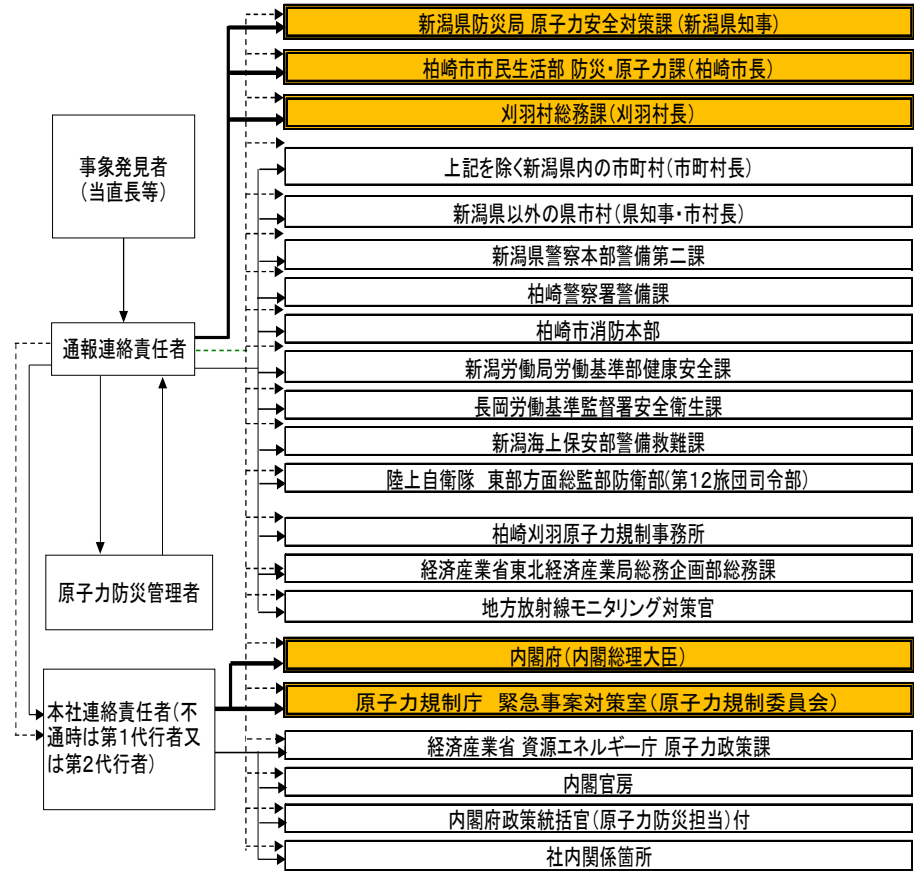 新潟県防災局 原子力安全対策課(新潟県知事)
柏崎市市民生活部 防災・原子力課(柏崎市長)
刈羽村総務課(刈羽村長)
事象発見者
(当直長等)
上記を除く新潟県内の市町村(市町村長)
新潟県以外の県市村(県知事・市村長)
新潟県警察本部警備第二課
柏崎警察署警備課
柏崎市消防本部
通報連絡責任者
新潟労働局労働基準部健康安全課
長岡労働基準監督署安全衛生課
新潟海上保安部警備救難課
陸上自衛隊 東部方面総監部防衛部(第12旅団司令部)
柏崎刈羽原子力規制事務所
経済産業省東北経済産業局総務企画部総務課
原子力防災管理者
地方放射線モニタリング対策官
内閣府(内閣総理大臣)
原子力規制庁 緊急事案対策室(原子力規制委員会)
本社連絡責任者(不
通時は第1代行者又
は第2代行者)
経済産業省 資源エネルギー庁 原子力政策課
内閣官房
内閣府政策統括官(原子力防災担当)付
社内関係箇所